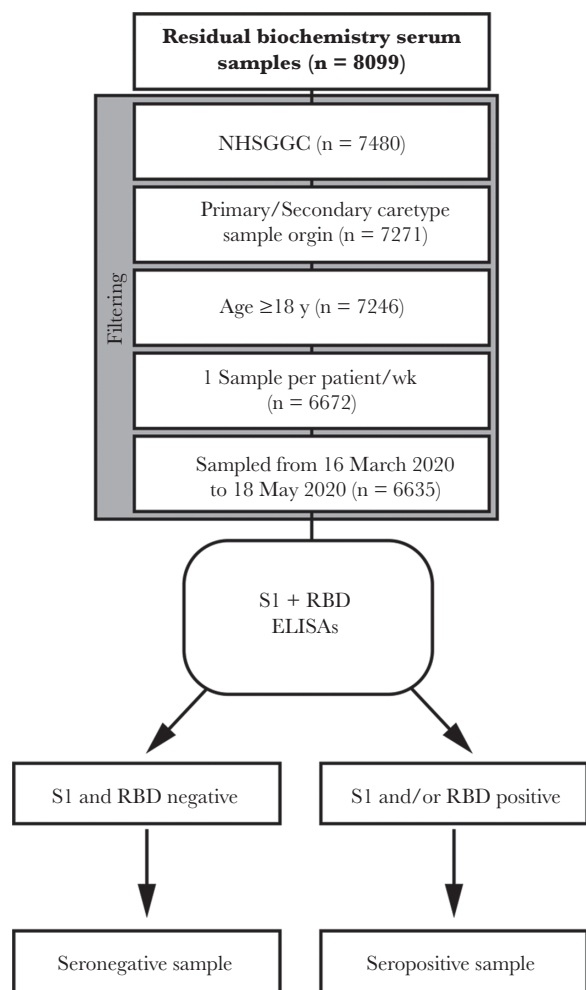 Residual biochemistry serum
samples (n = 8099)
Filtering
NHSGGC (n = 7480)
Primary/Secondary caretype
sample orgin (n = 7271)
Age ≥18 y (n = 7246)
1 Sample per patient/wk
(n = 6672)
Sampled from 16 March 2020
to 18 May 2020 (n = 6635)
S1 + RBD
ELISAs
S1 and RBD negative
S1 and/or RBD positive
Seronegative sample
Seropositive sample